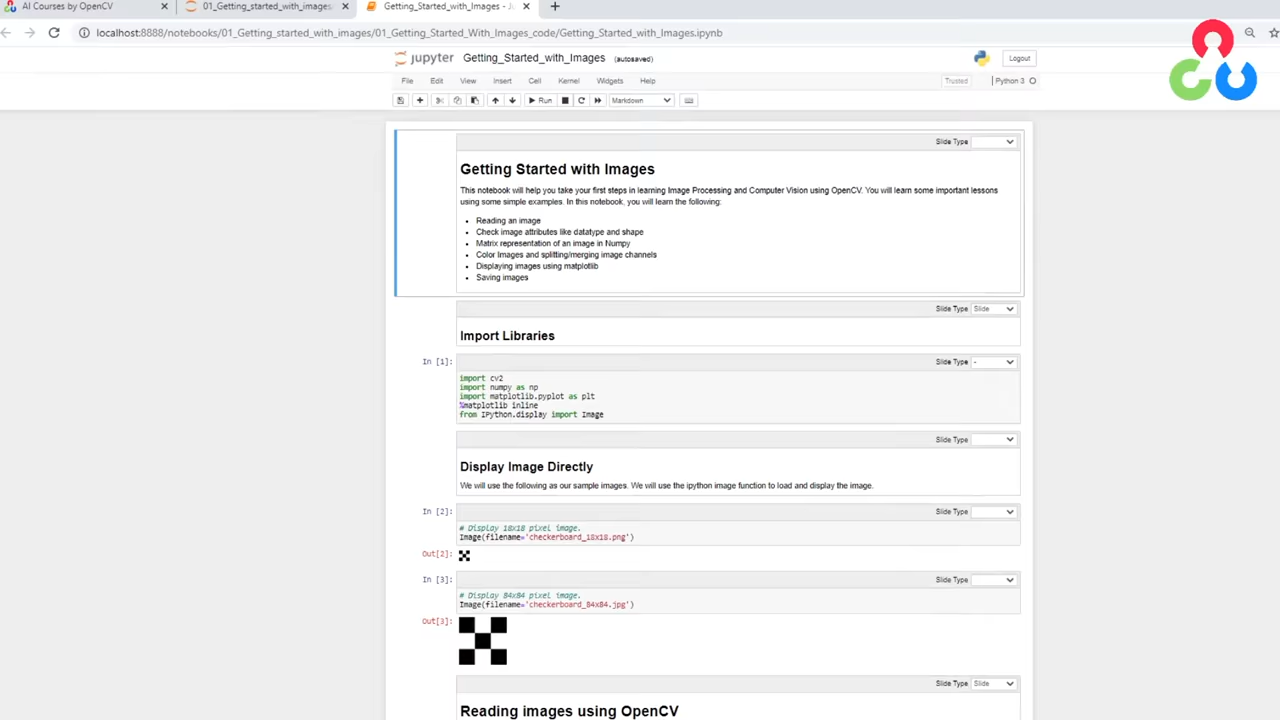 AI Courses by OpenCV
01_Getting_started_with_images
Getting_Started_with_Images - Ju
localhost:8888/notebooks/01_Getting_started_with_images/01_Getting_Started_With_Images_code/Getting_Started_with_Images.ipynb
jupyter Getting_Started_with_Images (autosaved) Logout
File Edit View Insert Cell Kernel Widgets Help Trusted Python 3
Run Markdown
Slide Type
Getting Started with Images
This notebook will help you take your first steps in learning Image Processing and Computer Vision using OpenCV. You will learn some important lessons
using some simple examples. In this notebook, you will learn the following:
• Reading an image
• Check image attributes like datatype and shape
• Matrix representation of an image in Numpy
• Color Images and splitting/merging image channels
• Displaying images using matplotlib
• Saving images
Slide Type Slide
Import Libraries
In [1]: Slide Type -
import cv2
import numpy as np
import matplotlib.pyplot as plt
%matplotlib inline
from IPython.display import Image
Slide Type
Display Image Directly
We will use the following as our sample images. We will use the ipython image function to load and display the image.
In [2]: Slide Type
# Display 18x18 pixel image.
Image(filename='checkerboard_18x18.png')
Out[2]:
In [3]: Slide Type
# Display 84x84 pixel image.
Image(filename='checkerboard_84x84.jpg')
Out[3]:
Slide Type Slide
Reading images using OpenCV